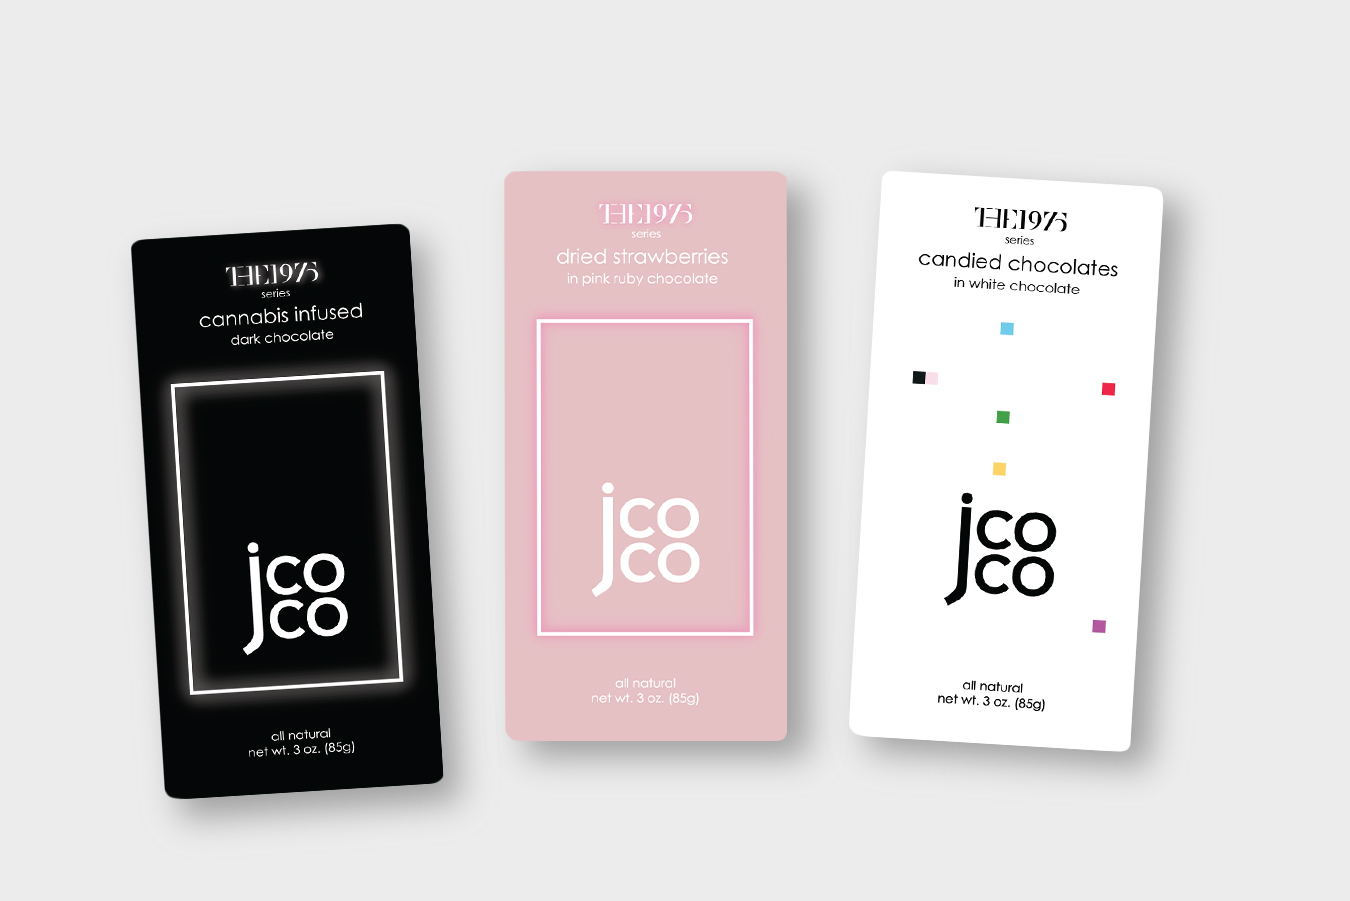 THE1975
series
cannabis infused
dark chocolate
jco
co
all natural
net wt. 3 oz. (85g)
THE1975
series
dried strawberries
in pink ruby chocolate
jco
co
all natural
net wt. 3 oz. (85g)
THE1975
series
candied chocolates
in white chocolate
jco
co
all natural
net wt. 3 oz. (85g)